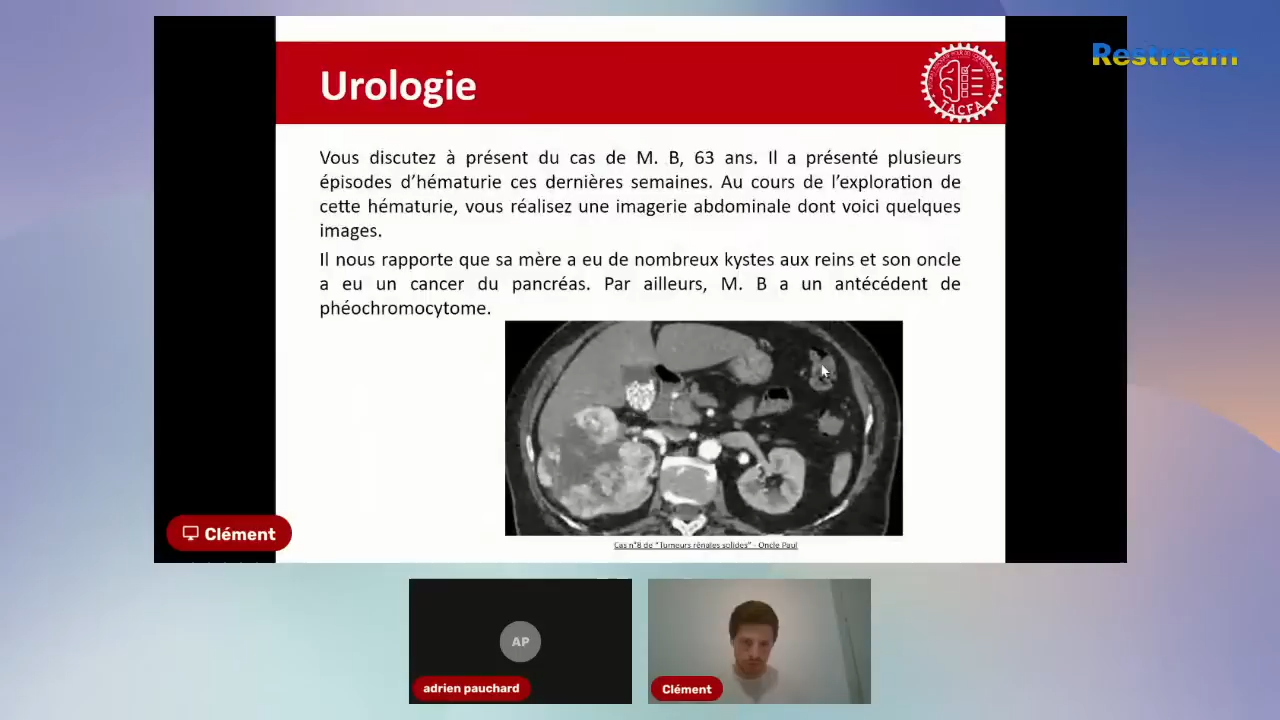 Restream
Urologie
TACFA
Vous discutez à présent du cas de M. B, 63 ans. Il a présenté plusieurs
épisodes d'hématurie ces dernières semaines. Au cours de l'exploration de
cette hématurie, vous réalisez une imagerie abdominale dont voici quelques
images.
Il nous rapporte que sa mère a eu de nombreux kystes aux reins et son oncle
a eu un cancer du pancréas. Par ailleurs, M. B a un antécédent de
phéochromocytome.
Cas n°8 de "Tumeurs rénales solides" - Oncle Paul
Clément
AP
adrien pauchard
Clément